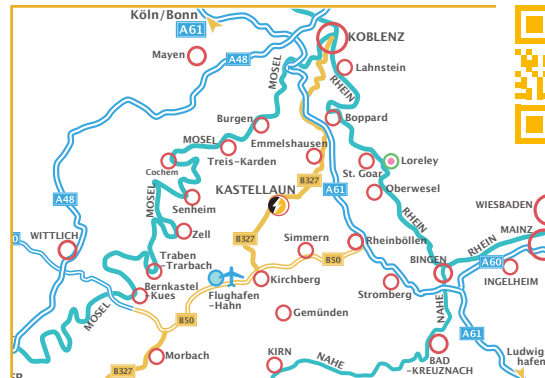 Köln/Bonn
A61
KOBLENZ
Mayen
A48
Lahnstein
MOSEL
RHEIN
Burgen
Boppard
MOSEL
Emmelshausen
Treis-Karden
Cochem
St. Goar
Loreley
B327
KASTELLAUN
A61
Oberwesel
A48
MOSEL
Senheim
WIESBADEN
RHEIN
Zell
B327
Simmern
Rheinböllen
MAINZ
WITTLICH
RHEIN
B50
Traben
-Trarbach
BINGEN
A60
Bernkastel
-Kues
Flughafen
-Hahn
Kirchberg
Stromberg
INGELHEIM
MOSEL
NAHE
Gemünden
B50
A61
Ludwig
hafen
Morbach
KIRN
NAHE
BAD
-KREUZNACH
B327